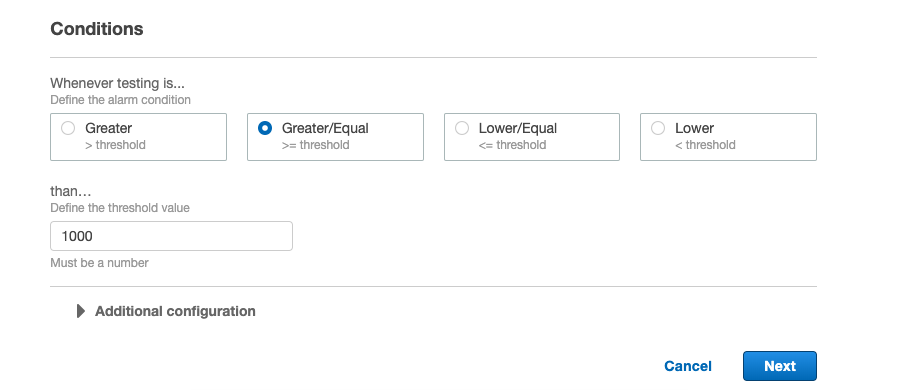 Conditions
Whenever testing is...
Define the alarm condition
Greater
> threshold
Greater/Equal
>= threshold
Lower/Equal
<= threshold
Lower
< threshold
than...
Define the threshold value
1000
Must be a number
Additional configuration
Cancel
Next